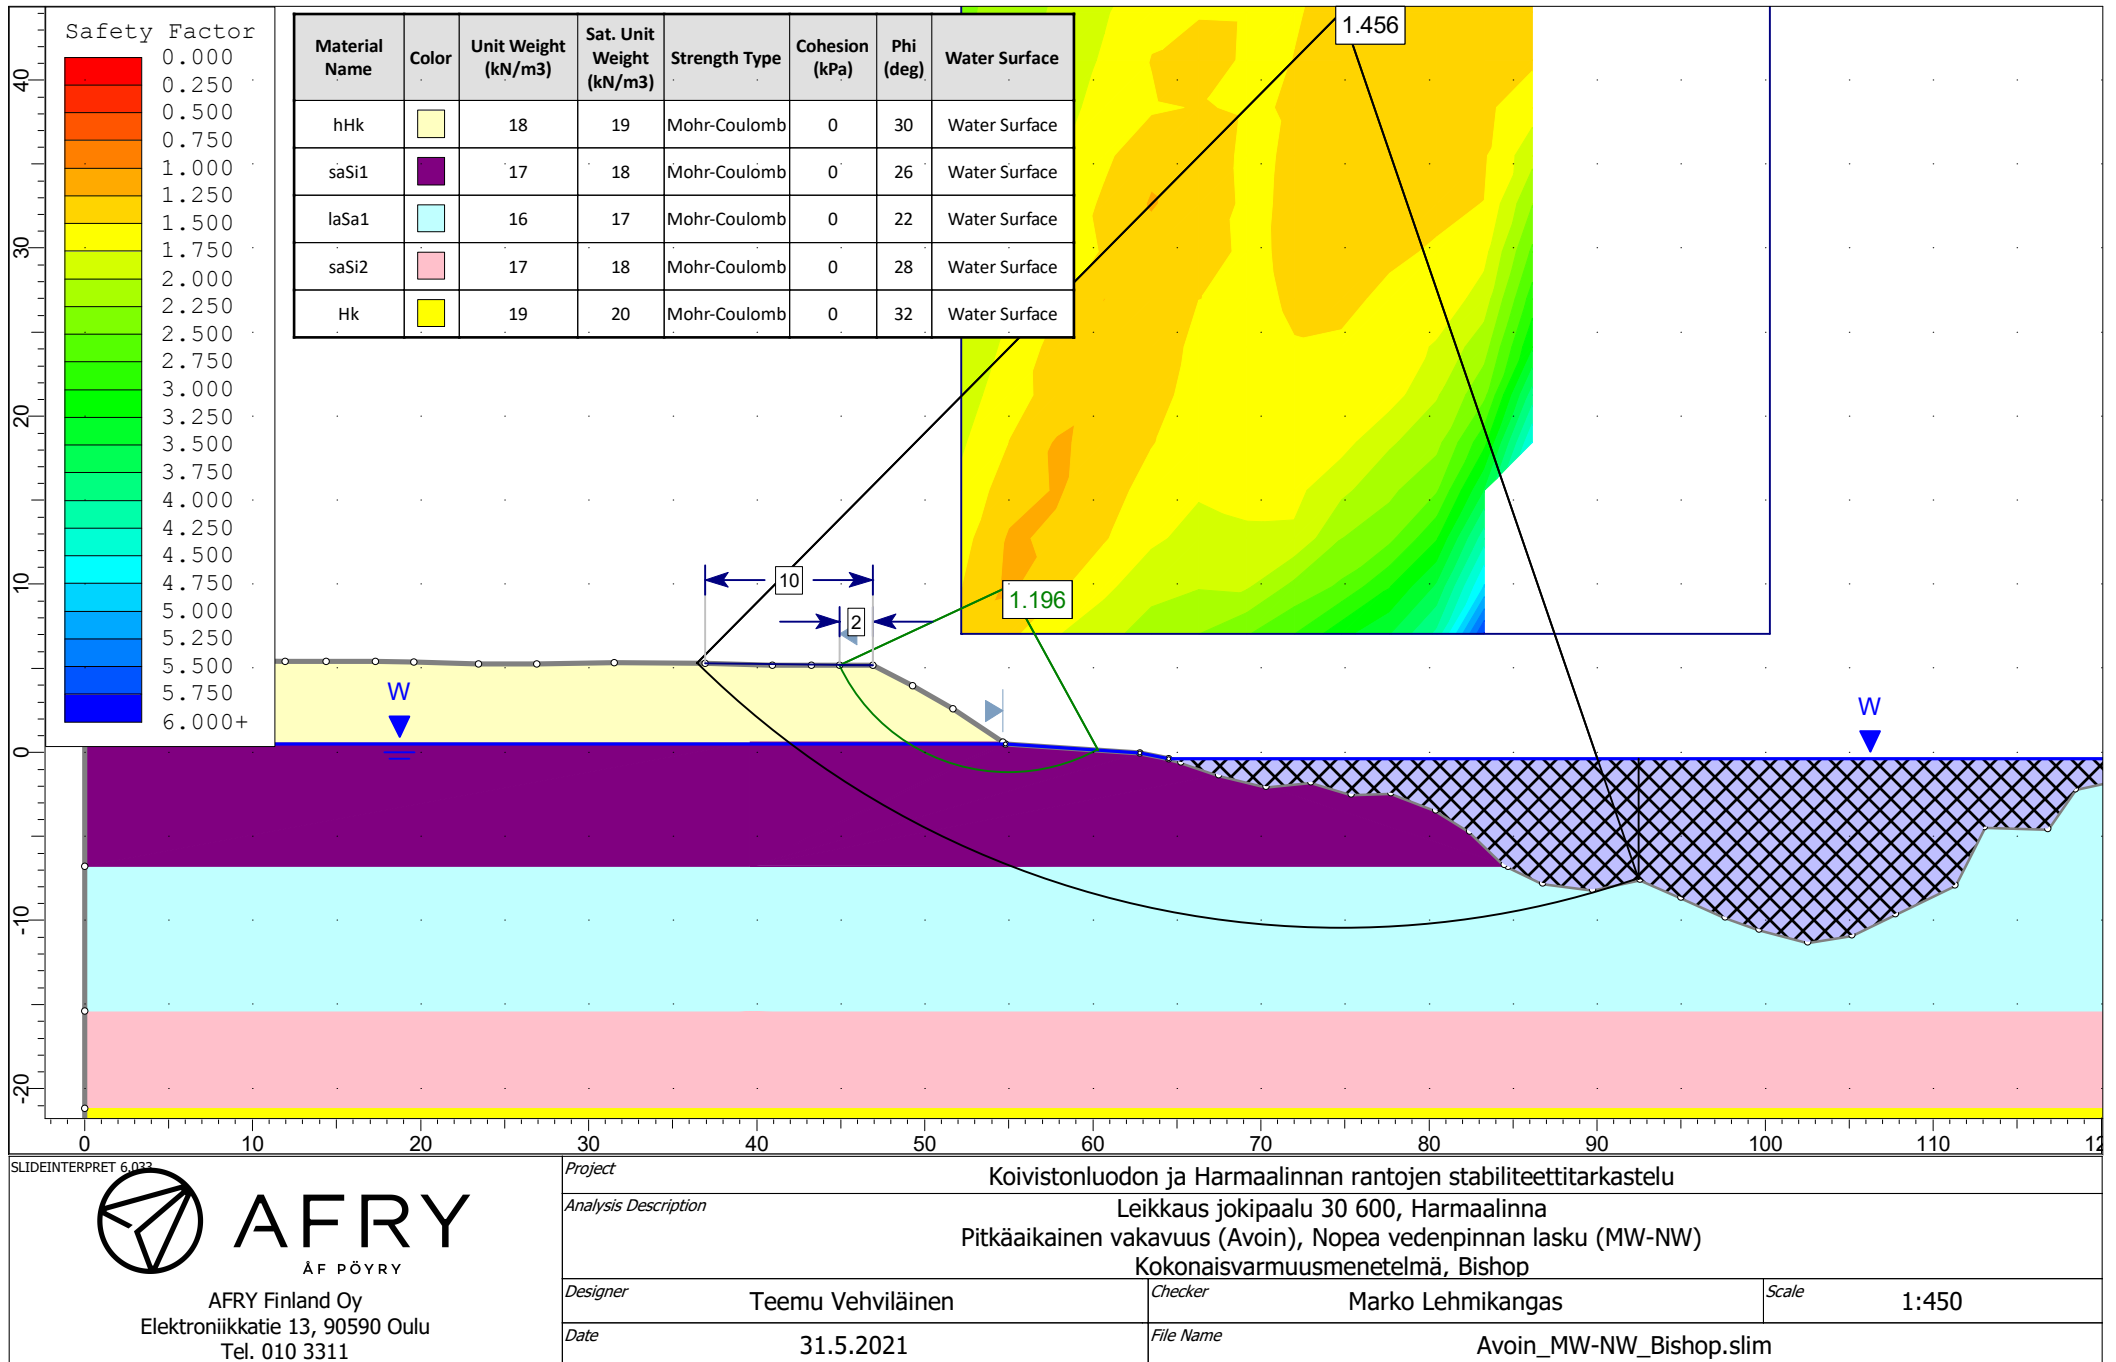 Safety Factor
0.000
0.250
0.500
0.750
1.000
1.250
1.500
1.750
2.000
2.250
2.500
2.750
3.000
3.250
3.500
3.750
4.000
4.250
4.500
4.750
5.000
5.250
5.500
5.750
6.000+
Material Name Color Unit Weight (kN/m3) Sat. Unit Weight (kN/m3) Strength Type Cohesion (kPa) Phi (deg) Water Surface
hHk 18 19 Mohr-Coulomb 0 30 Water Surface
saSi1 17 18 Mohr-Coulomb 0 26 Water Surface
laSa1 16 17 Mohr-Coulomb 0 22 Water Surface
saSi2 17 18 Mohr-Coulomb 0 28 Water Surface
Hk 19 20 Mohr-Coulomb 0 32 Water Surface
1.456
1.196
10
2
W
W
40
30
20
10
0
-10
-20
0 10 20 30 40 50 60 70 80 90 100 110 12
SLIDEINTERPRET 6.033
AFRY
ÅF PÖYRY
AFRY Finland Oy
Elektroniikkatie 13, 90590 Oulu
Tel. 010 3311
Project
Koivistonluodon ja Harmaalinnan rantojen stabiliteettitarkastelu
Analysis Description
Leikkaus jokipaalu 30 600, Harmaalinna
Pitkäaikainen vakavuus (Avoin), Nopea vedenpinnan lasku (MW-NW)
Kokonaisvarmuusmenetelmä, Bishop
Designer
Teemu Vehviläinen
Checker
Marko Lehmikangas
Scale
1:450
Date
31.5.2021
File Name
Avoin_MW-NW_Bishop.slim